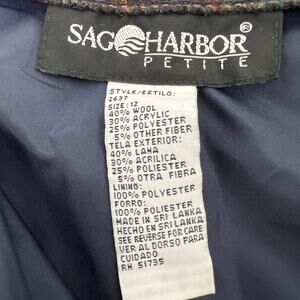 SAG HARBOR®
PETITE
STYLE/ESTILO:
2637
SIZE: 12
40% WOOL
30% ACRYLIC
25% POLYESTER
5% OTHER FIBER
TELA EXTERIOR:
40% LAHA
30% ACRILICA
25% POLIESTER
5% OTRA FIBRA
LINING:
100% POLYESTER
FORRO:
100% POLIESTER
MADE IN SRI LANKA
HECHO EN SRI LANKA
SEE REVERSE FOR CARE
VER AL DORSO PARA
CUIDADO
RN 51735